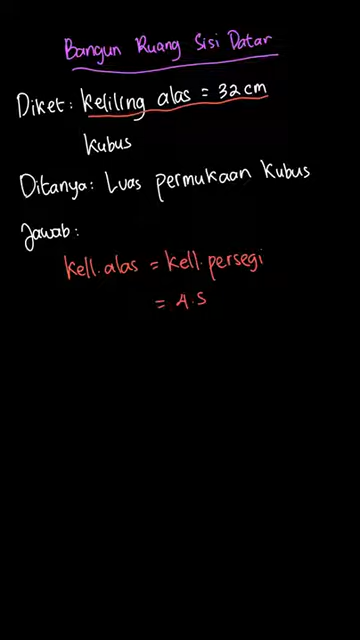 Bangun Ruang Sisi Datar
Diket: keliling alas = 32 cm
kubus
Ditanya: Luas permukaan kubus
Jawab:
kell. alas = kell. persegi
= 4.s